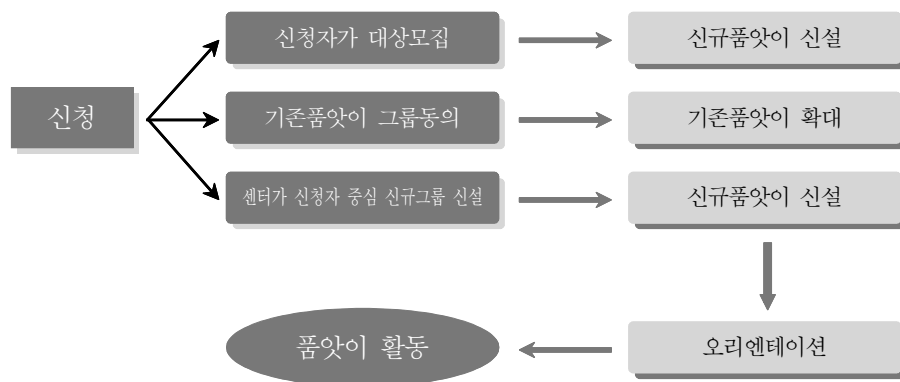 신청
신청자가 대상모집
신규품앗이 신설
기존품앗이 그룹동의
기존품앗이 확대
센터가 신청자 중심 신규그룹 신설
신규품앗이 신설
오리엔테이션
품앗이 활동